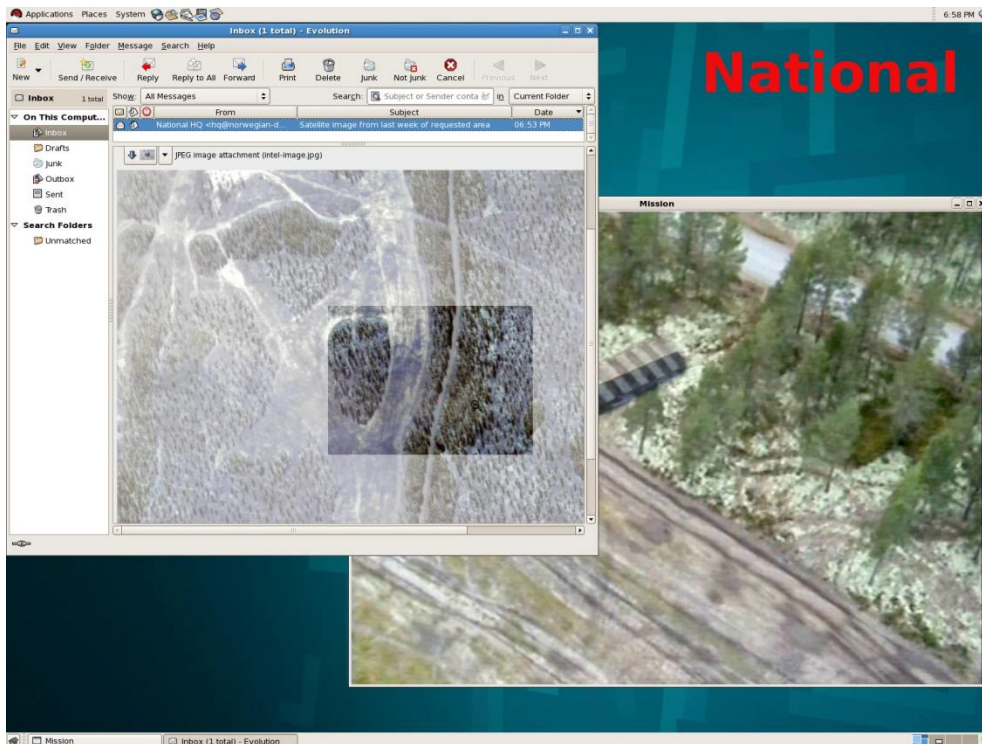 Applications Places System
6:58 PM
Inbox (1 total) - Evolution
File Edit View Folder Message Search Help
New Send / Receive Reply Reply to All Forward Print Delete Junk Not Junk Cancel Previous Next
Inbox 1 total
Show: All Messages Search: Subject or Sender conta in Current Folder
On This Comput...
Inbox
Drafts
Junk
Outbox
Sent
Trash
Search Folders
Unmatched
From Subject Date
National HQ <hq@norwegian-d... Satellite image from last week of requested area 06:53 PM
JPEG image attachment (intel-image.jpg)
National
Mission
Mission
Inbox (1 total) - Evolution